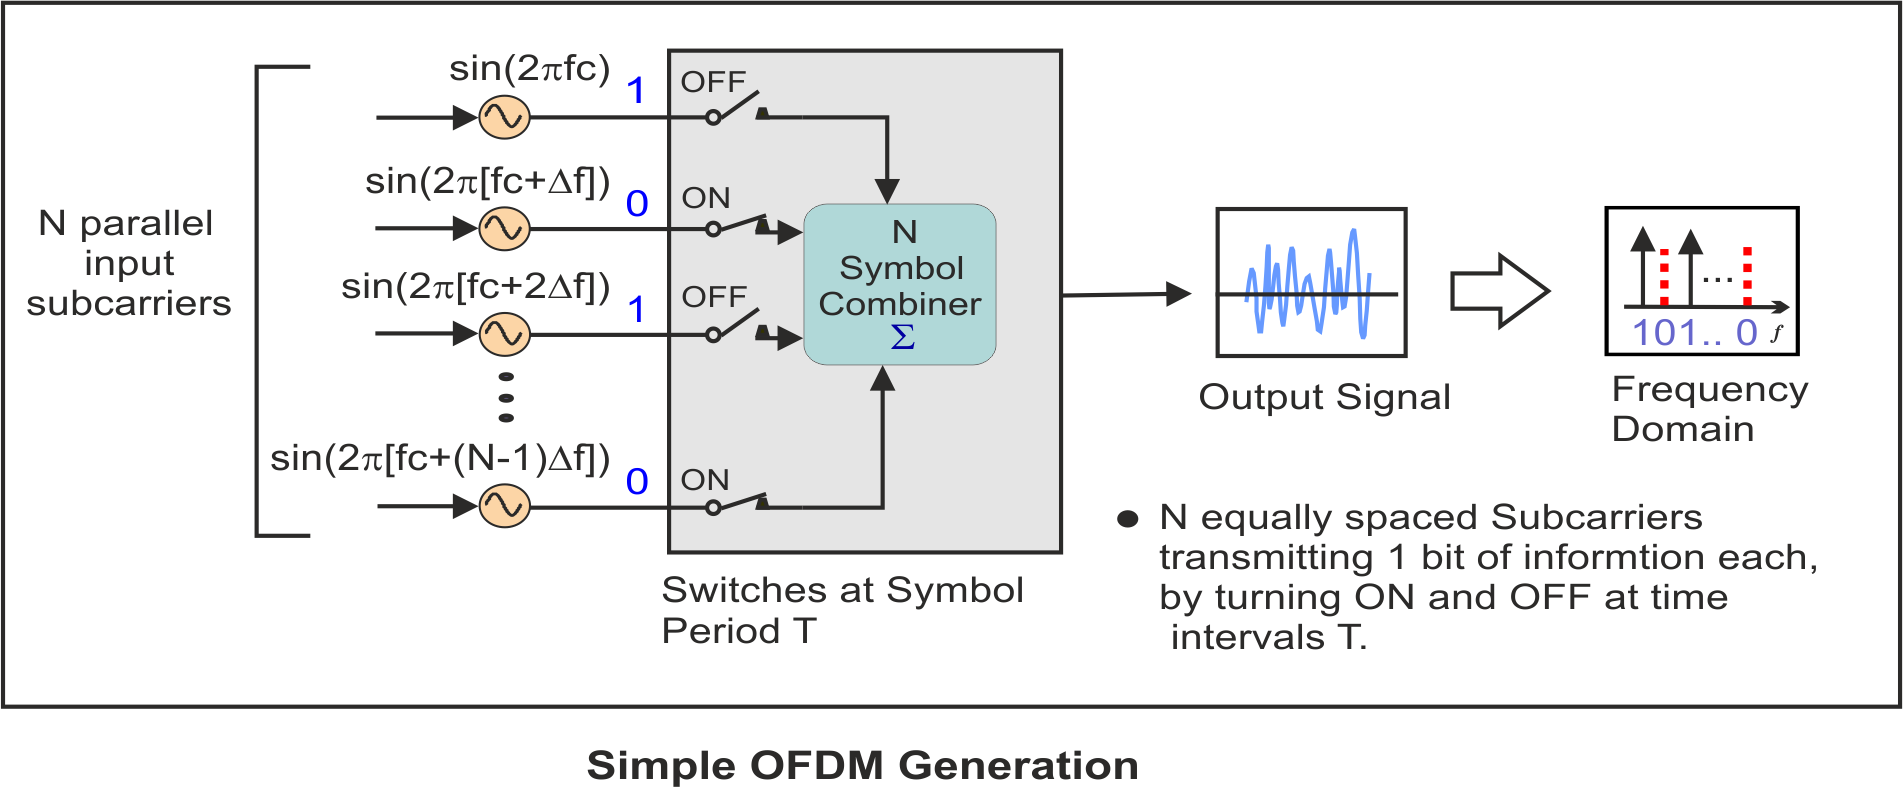 sin(2πfc)
1
OFF
sin(2π[fc+Δf])
0
ON
N parallel
input
subcarriers
sin(2π[fc+2Δf])
1
OFF
sin(2π[fc+(N-1)Δf])
0
ON
N
Symbol
Combiner
Σ
Switches at Symbol
Period T
Output Signal
...
101.. 0 f
Frequency
Domain
● N equally spaced Subcarriers
transmitting 1 bit of informtion each,
by turning ON and OFF at time
intervals T.
Simple OFDM Generation